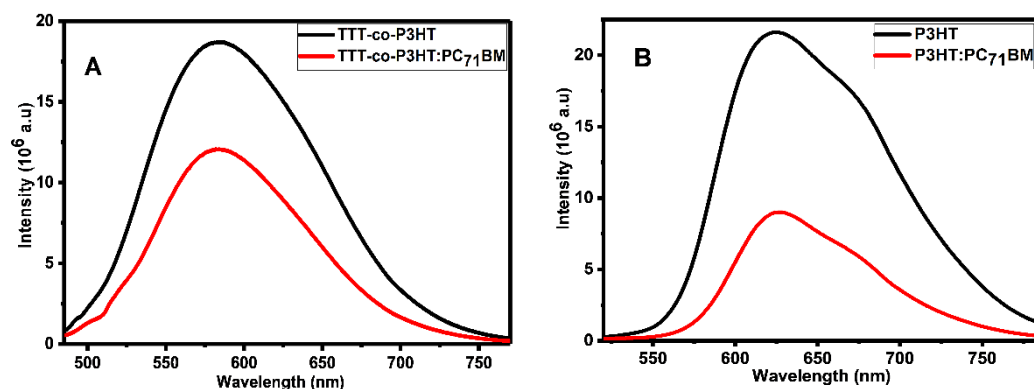 A
TTT-co-P3HT
TTT-co-P3HT:PC71BM
Intensity (10^6 a.u)
20
15
10
5
0
500 550 600 650 700 750
Wavelength (nm)
B
P3HT
P3HT:PC71BM
Intensity (10^6 a.u)
20
15
10
5
0
550 600 650 700 750
Wavelength (nm)